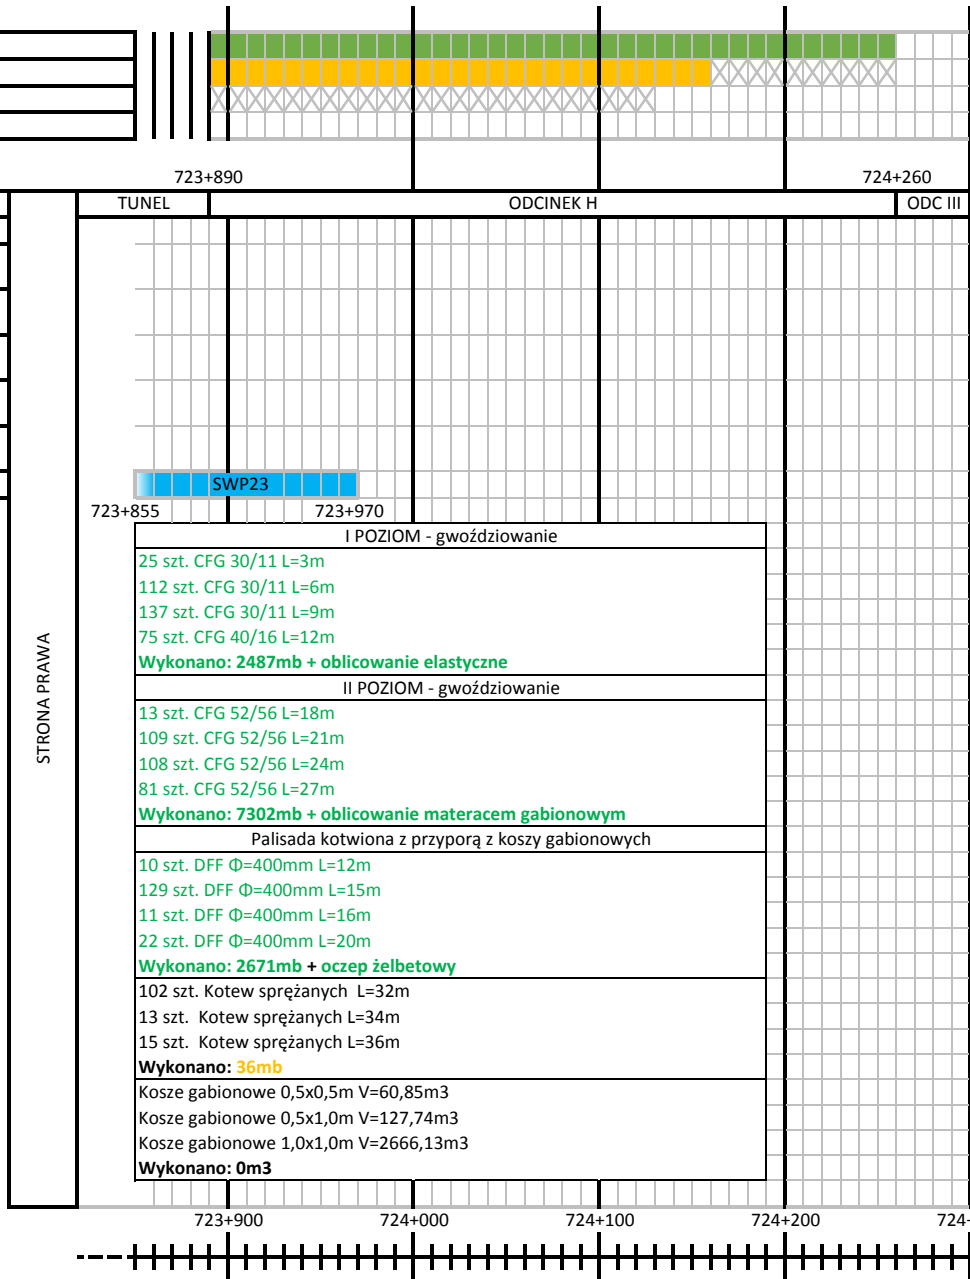 723+890
724+260
TUNEL
ODCINEK H
ODC III
STRONA PRAWA
SWP23
723+855
723+970
I POZIOM - gwoździowanie
25 szt. CFG 30/11 L=3m
112 szt. CFG 30/11 L=6m
137 szt. CFG 30/11 L=9m
75 szt. CFG 40/16 L=12m
Wykonano: 2487mb + oblicowanie elastyczne
II POZIOM - gwoździowanie
13 szt. CFG 52/56 L=18m
109 szt. CFG 52/56 L=21m
108 szt. CFG 52/56 L=24m
81 szt. CFG 52/56 L=27m
Wykonano: 7302mb + oblicowanie materacem gabionowym
Palisada kotwiona z przyporą z koszy gabionowych
10 szt. DFF Φ=400mm L=12m
129 szt. DFF Φ=400mm L=15m
11 szt. DFF Φ=400mm L=16m
22 szt. DFF Φ=400mm L=20m
Wykonano: 2671mb + oczep żelbetowy
102 szt. Kotew sprężanych L=32m
13 szt. Kotew sprężanych L=34m
15 szt. Kotew sprężanych L=36m
Wykonano: 36mb
Kosze gabionowe 0,5x0,5m V=60,85m3
Kosze gabionowe 0,5x1,0m V=127,74m3
Kosze gabionowe 1,0x1,0m V=2666,13m3
Wykonano: 0m3
723+900
724+000
724+100
724+200